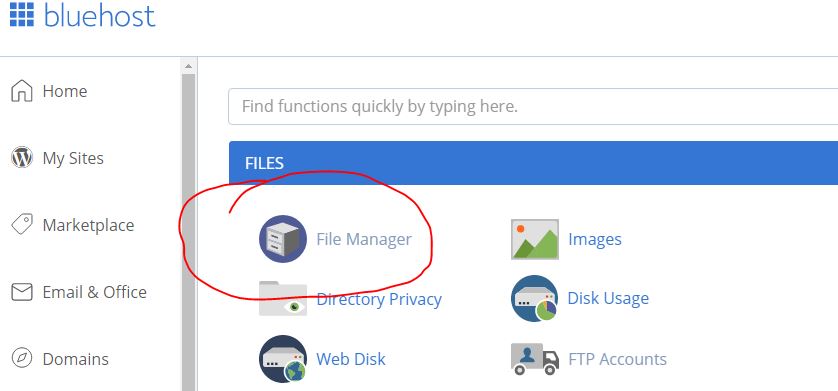 bluehost
Home
My Sites
Marketplace
Email & Office
Domains
Find functions quickly by typing here.
FILES
File Manager
Images
Directory Privacy
Disk Usage
Web Disk
FTP Accounts